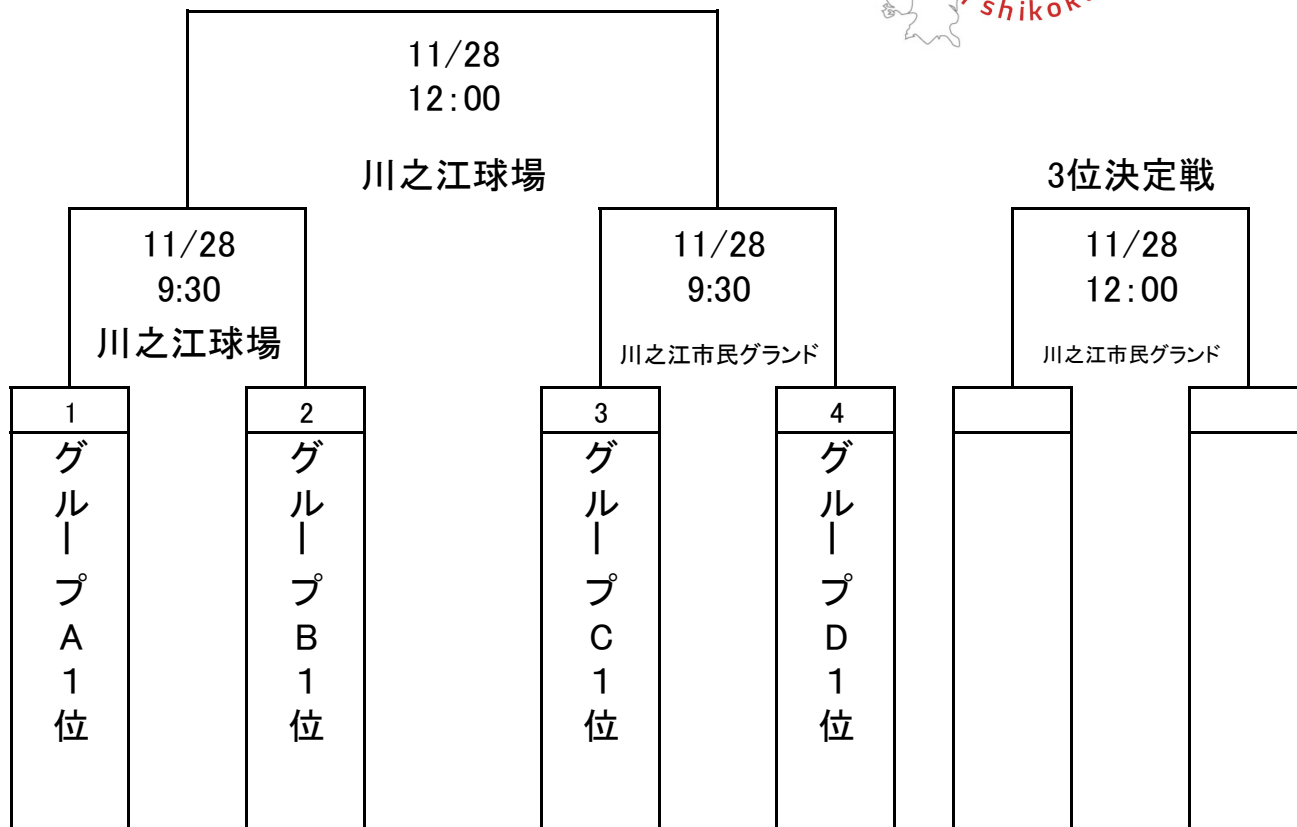 shikok
11/28
12:00
川之江球場
3位決定戦
11/28
9:30
川之江球場
11/28
9:30
川之江市民グランド
11/28
12:00
川之江市民グランド
1
2
3
4
グループA1位
グループB1位
グループC1位
グループD1位